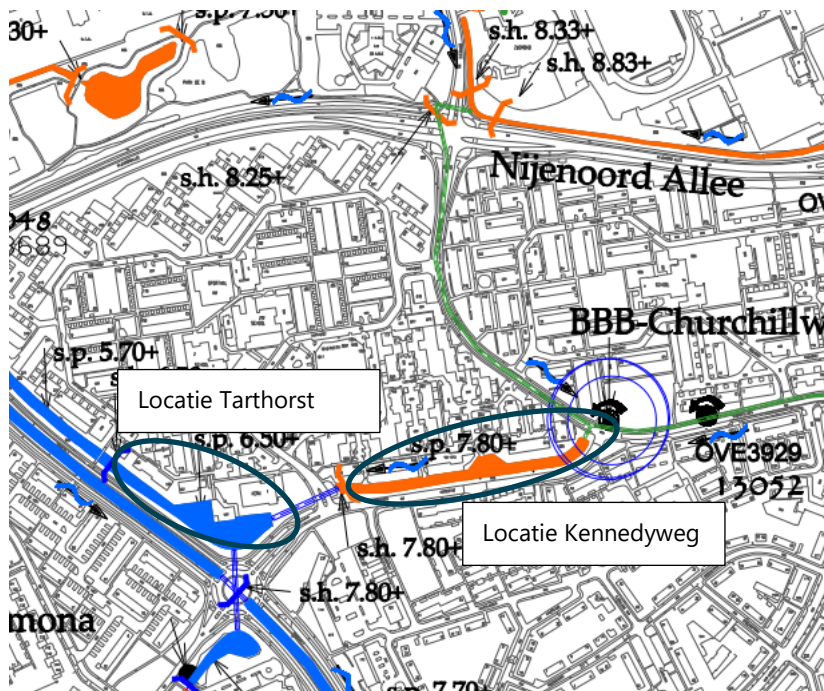 s.p. 7.50+
30+
s.h. 8.33+
s.h. 8.83+
s.h. 8.25+
Nijenoord Allee
OV
048
3689
BBB-Churchillw
s.p. 5.70+
Locatie Tarthorst
s.p. 6.50+
s.p. 7.80+
OVE3929
13052
Locatie Kennedyweg
s.h. 7.80+
s.h. 7.80+
mona
s.p. 7.70+